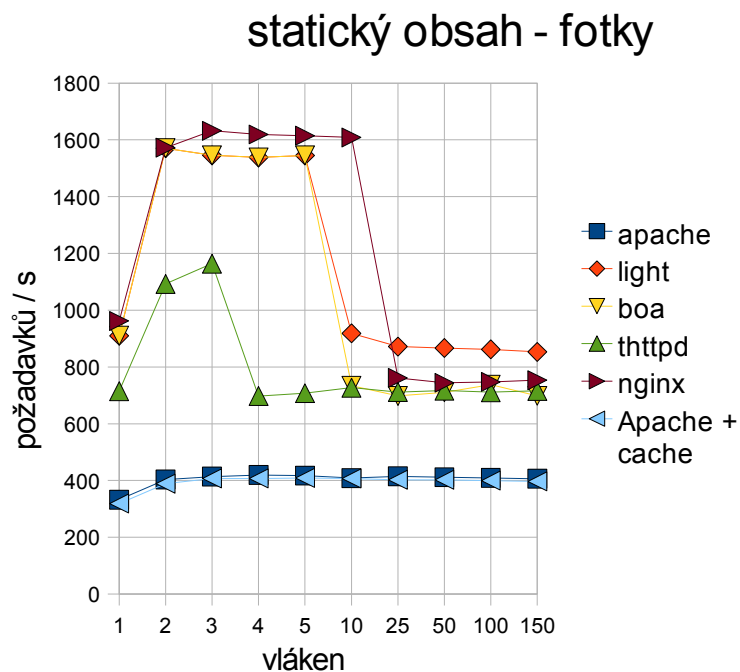 statický obsah - fotky
1800
1600
1400
1200
1000
800
600
400
200
0
požadavků / s
1 2 3 4 5 10 25 50 100 150
vláken
apache
light
boa
thttpd
nginx
Apache +
cache